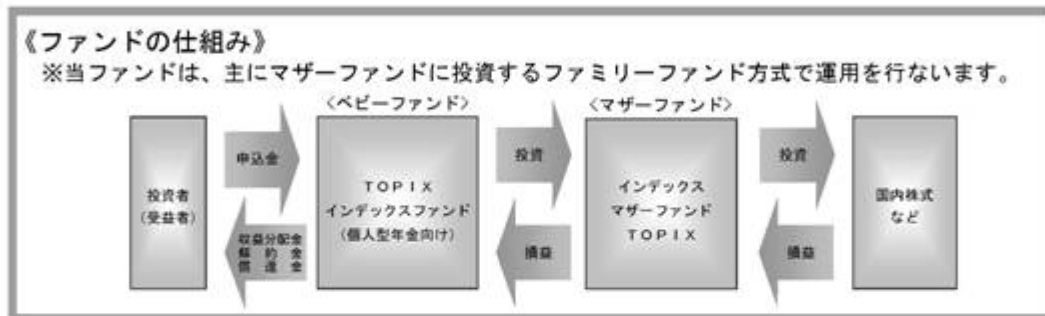 《ファンドの仕組み》
※当ファンドは、主にマザーファンドに投資するファミリーファンド方式で運用を行ないます。
〈ベビーファンド〉
〈マザーファンド〉
投資者
(受益者)
申込金
収益分配金
解約金
償還金
TOPIX
インデックスファンド
(個人型年金向け)
投資
損益
インデックス
マザーファンド
TOPIX
投資
損益
国内株式
など